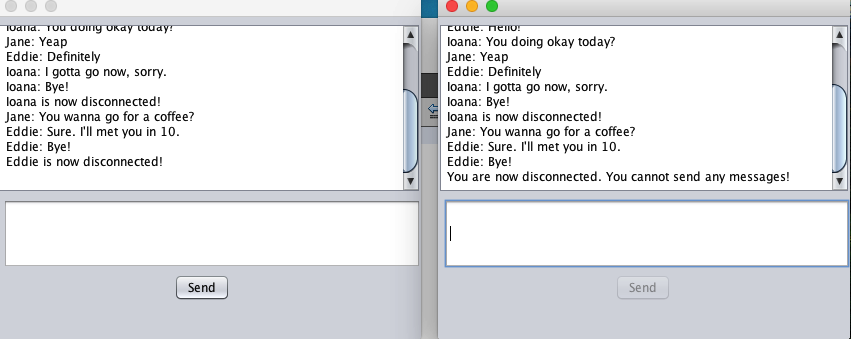 Ioana: You doing okay today?
Jane: Yeap
Eddie: Definitely
Ioana: I gotta go now, sorry.
Ioana: Bye!
Ioana is now disconnected!
Jane: You wanna go for a coffee?
Eddie: Sure. I'll met you in 10.
Eddie: Bye!
Eddie is now disconnected!
Send
Eddie: Hello!
Ioana: You doing okay today?
Jane: Yeap
Eddie: Definitely
Ioana: I gotta go now, sorry.
Ioana: Bye!
Ioana is now disconnected!
Jane: You wanna go for a coffee?
Eddie: Sure. I'll met you in 10.
Eddie: Bye!
You are now disconnected. You cannot send any messages!
Send